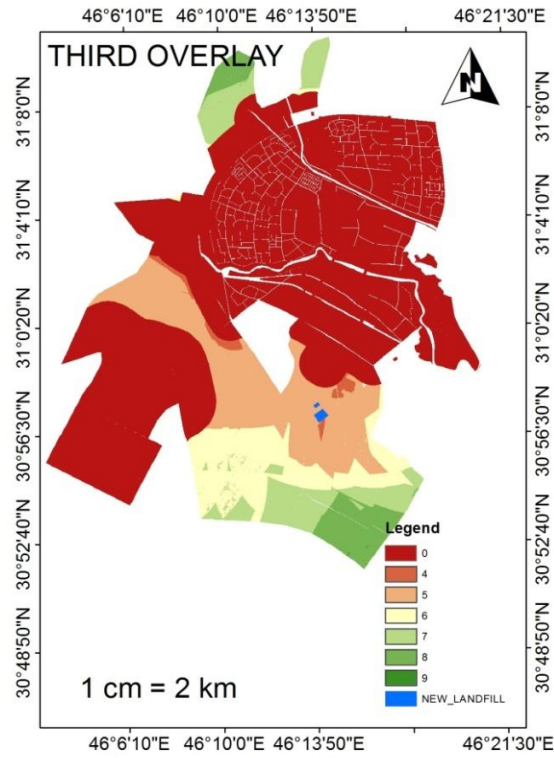 46°6'10"E 46°10'0"E 46°13'50"E 46°21'30"E
THIRD OVERLAY
N
31°8'0"N 31°8'0"N
31°4'10"N 31°4'10"N
31°0'20"N 31°0'20"N
30°56'30"N 30°56'30"N
30°52'40"N 30°52'40"N
30°48'50"N 30°48'50"N
Legend
0
4
5
6
7
8
9
NEW_LANDFILL
1 cm = 2 km
46°6'10"E 46°10'0"E 46°13'50"E 46°21'30"E